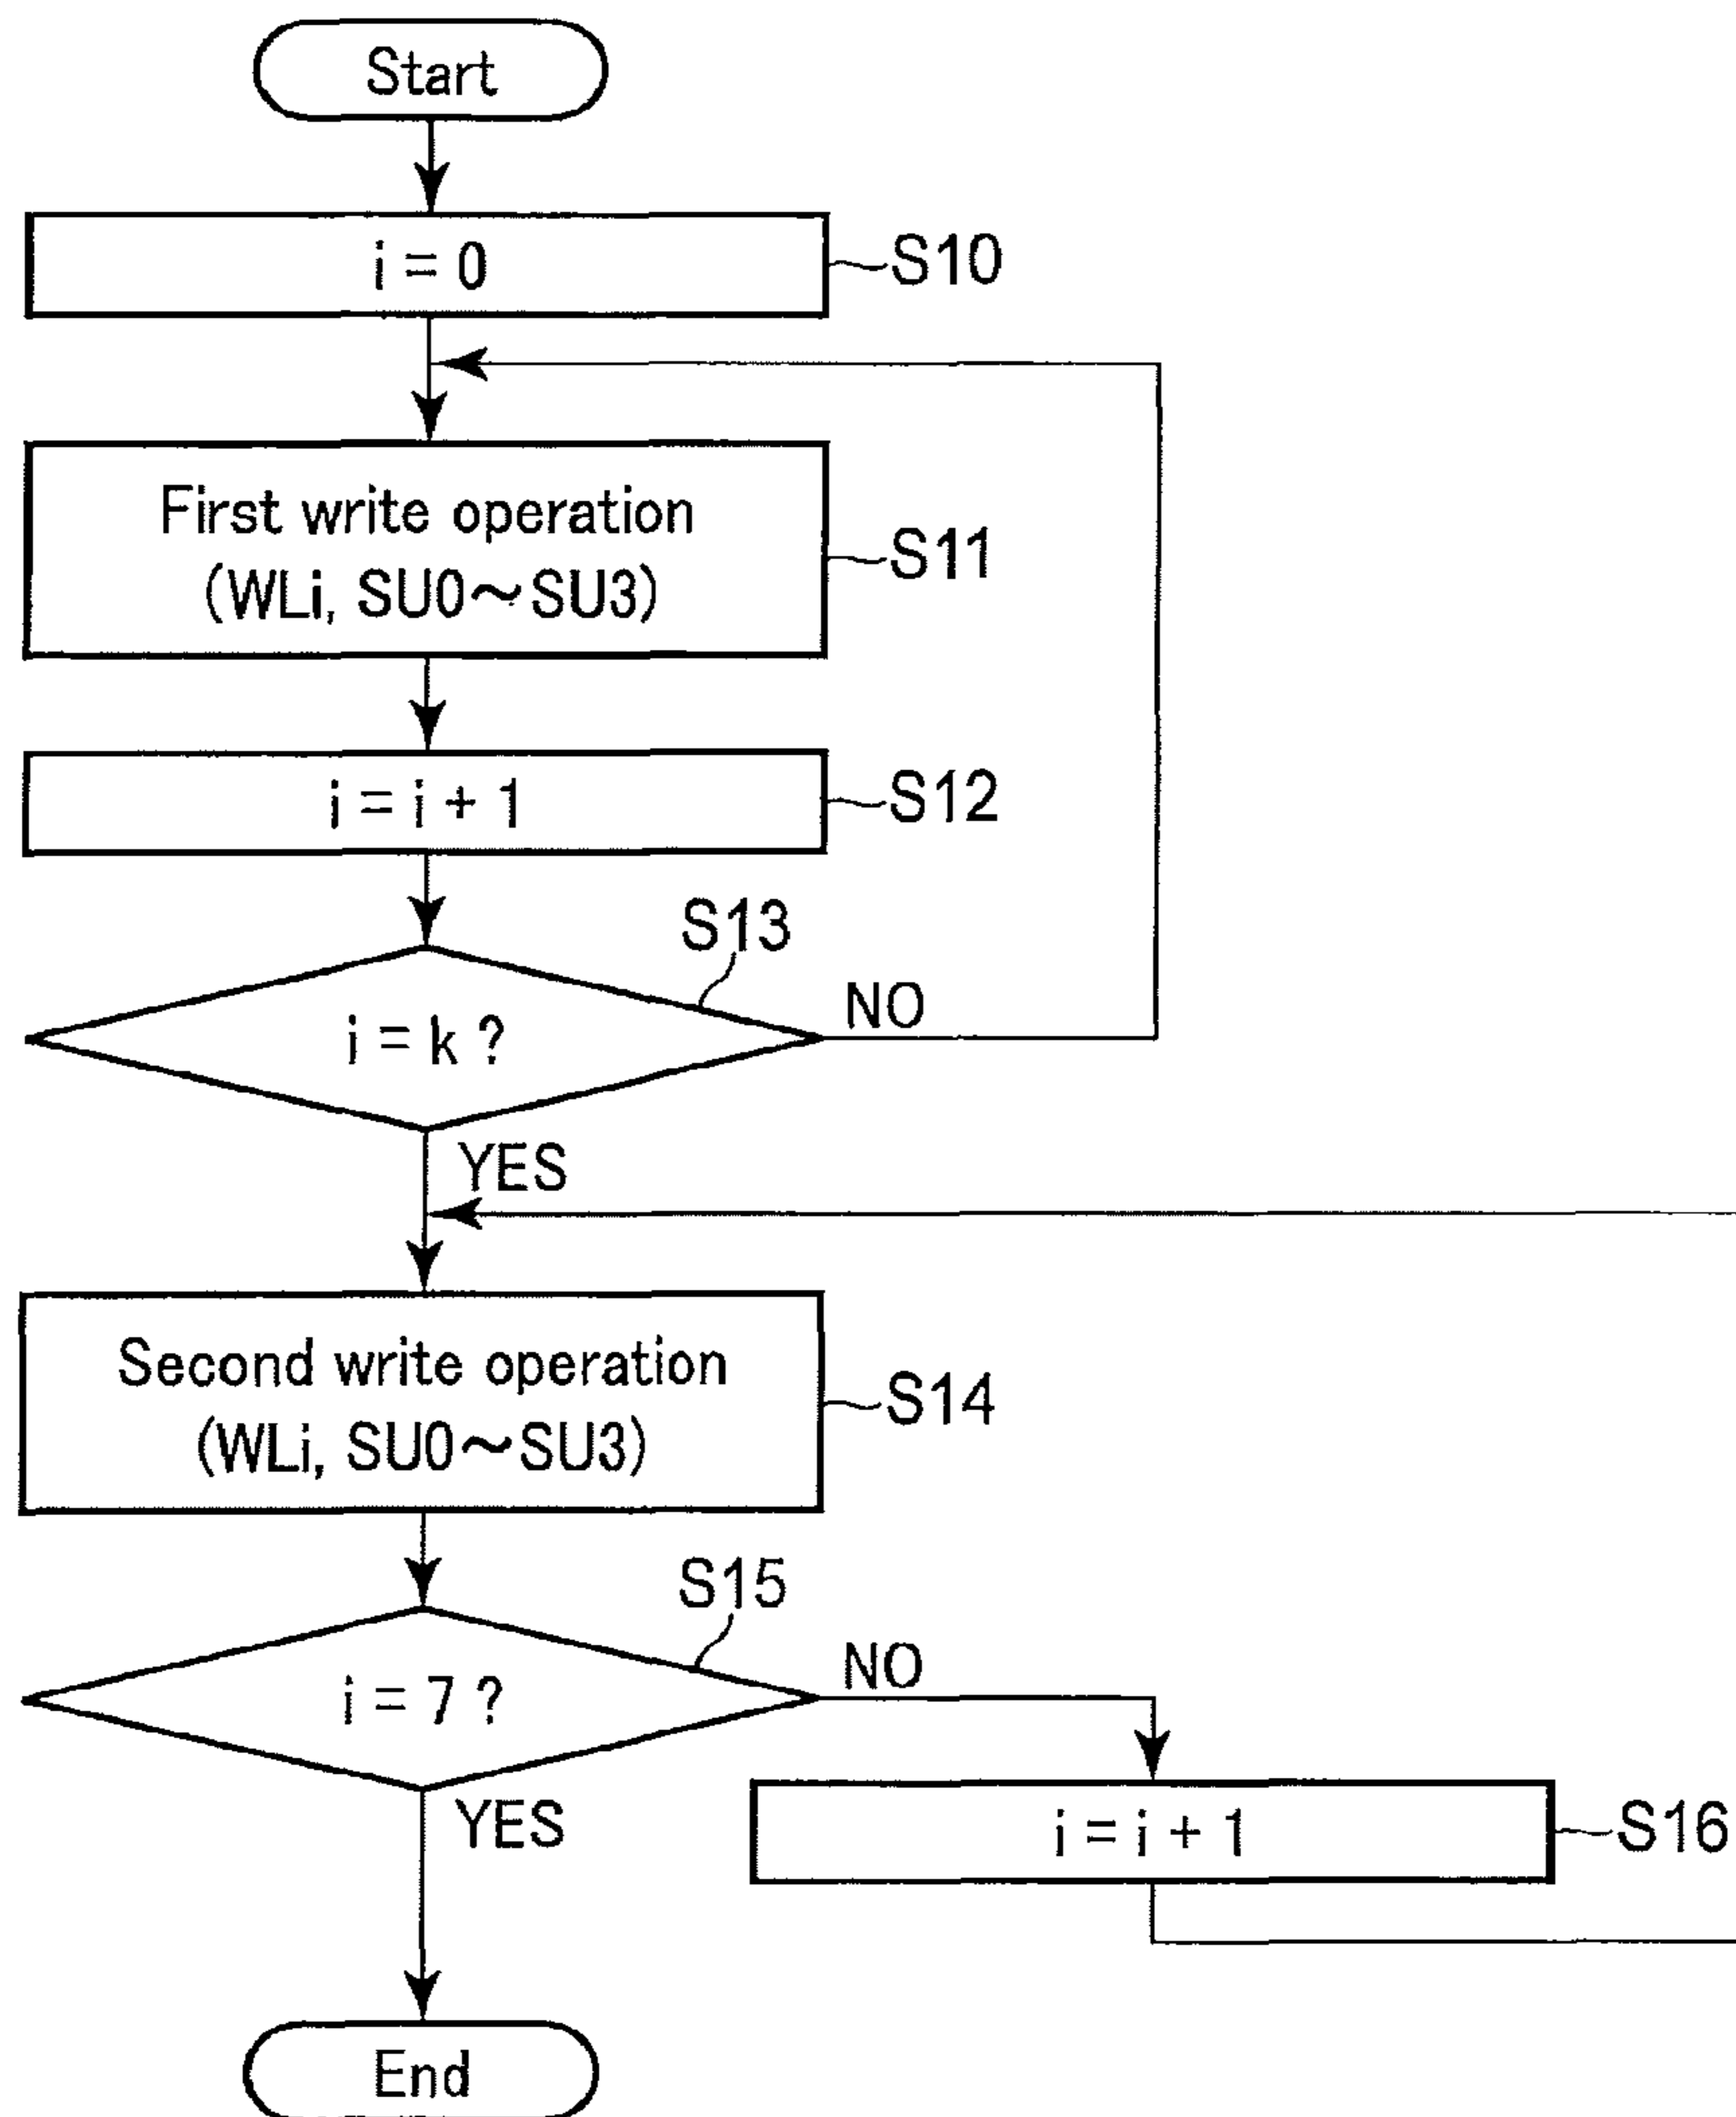 Start
i = 0
S10
First write operation
(WLi, SU0～SU3)
S11
i = i + 1
S12
S13
i = k ?
NO
YES
Second write operation
(WLi, SU0～SU3)
S14
S15
i = 7 ?
NO
YES
i = i + 1
S16
End